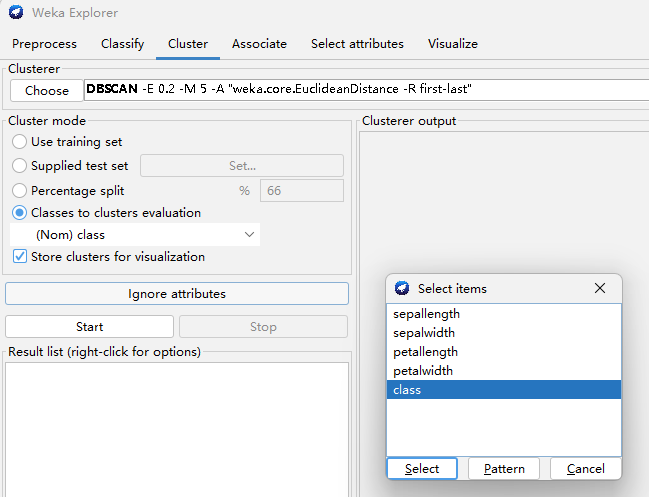 Weka Explorer
Preprocess Classify Cluster Associate Select attributes Visualize
Clusterer
Choose DBSCAN -E 0.2 -M 5 -A "weka.core.EuclideanDistance -R first-last"
Cluster mode
Use training set
Supplied test set Set...
Percentage split % 66
Classes to clusters evaluation
(Nom) class
Store clusters for visualization
Ignore attributes
Start Stop
Result list (right-click for options)
Clusterer output
Select items
sepallength
sepalwidth
petallength
petalwidth
class
Select Pattern Cancel